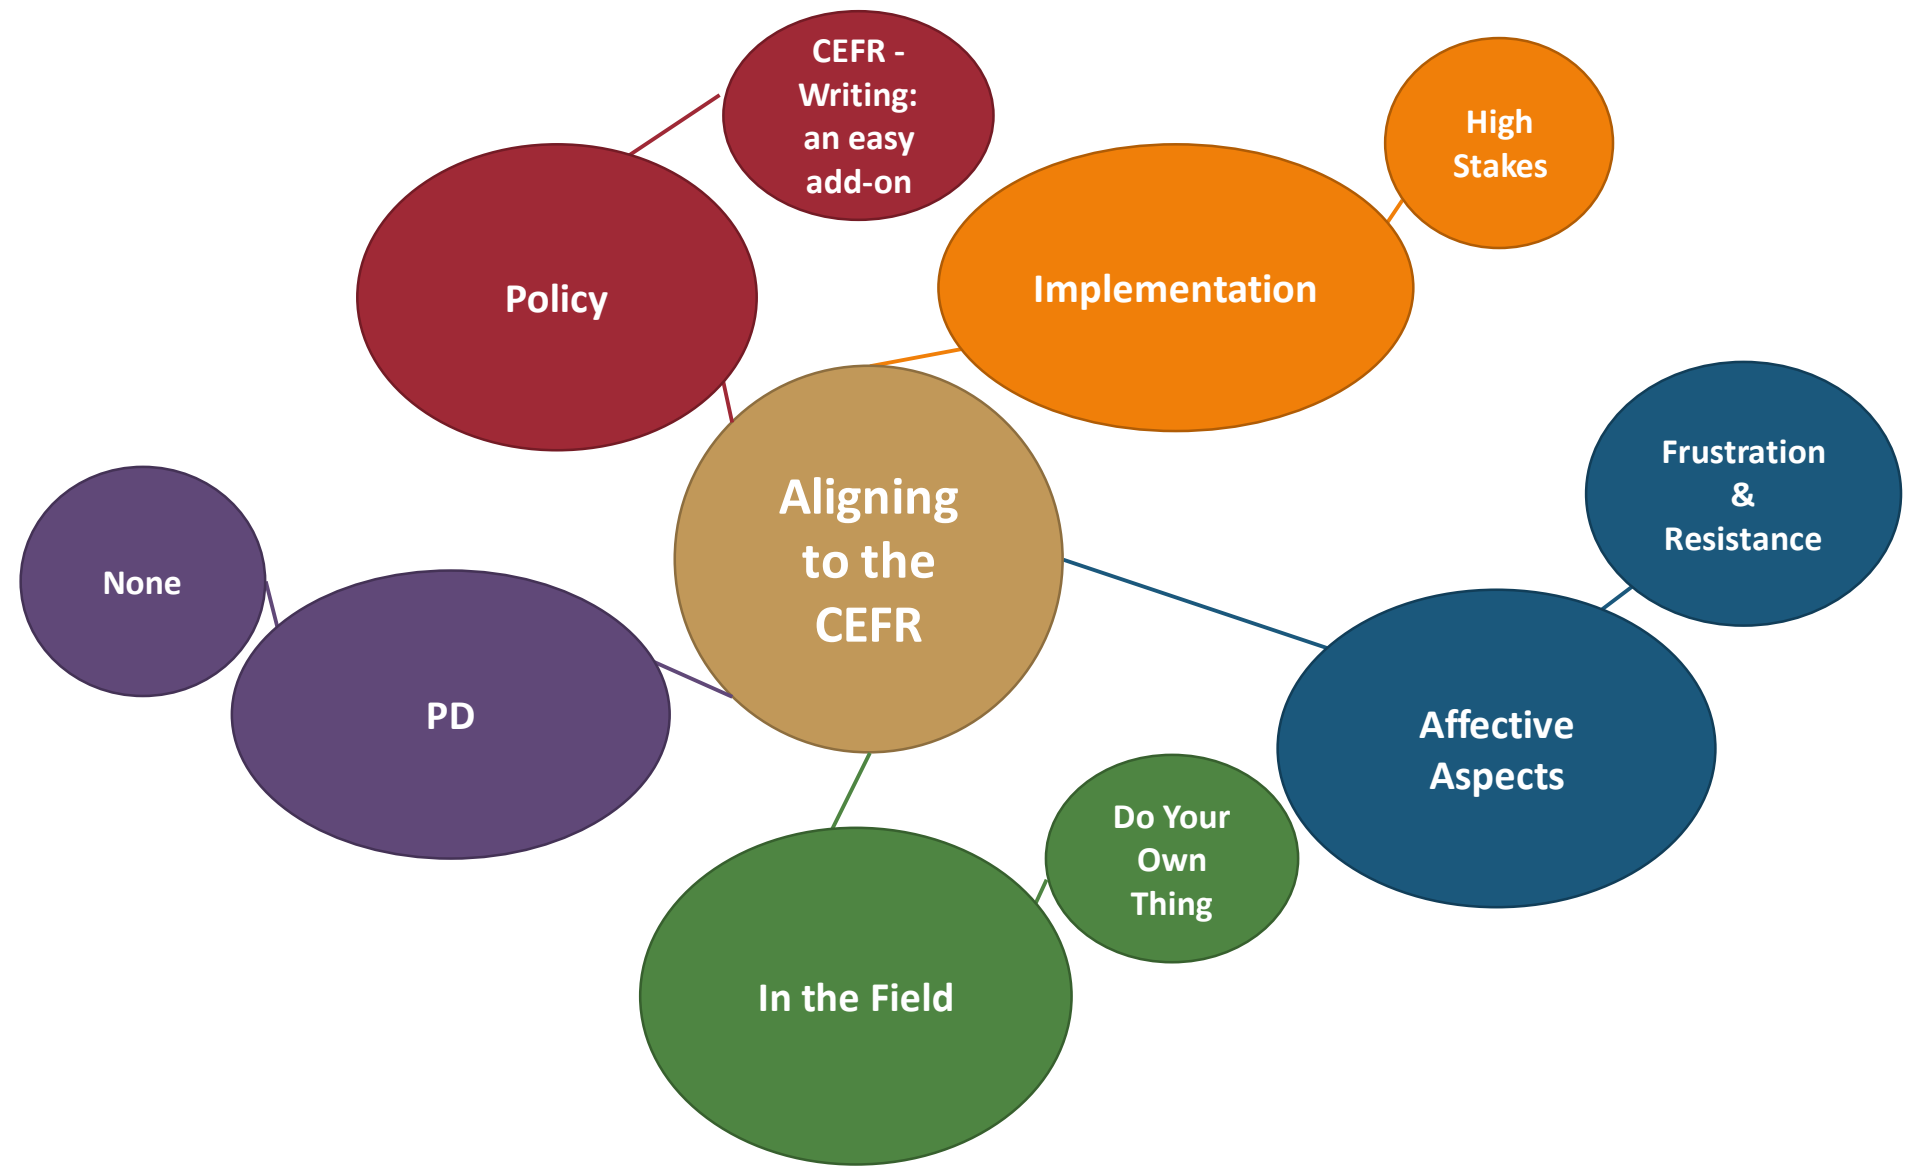 CEFR -
Writing:
an easy
add-on
High
Stakes
Policy
Implementation
Frustration
&
Resistance
Aligning
to the
CEFR
None
PD
Affective
Aspects
Do Your
Own
Thing
In the Field